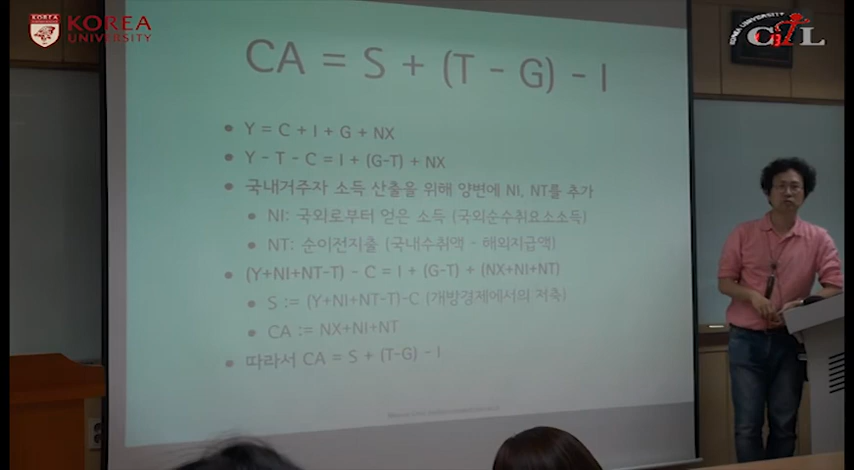 KOREA
UNIVERSITY
KOREA UNIVERSITY
CTL
CA = S + (T - G) - I
• Y = C + I + G + NX
• Y - T - C = I + (G-T) + NX
• 국내거주자 소득 산출을 위해 양변에 NI, NT를 추가
• NI: 국외로부터 얻은 소득 (국외순수취요소소득)
• NT: 순이전지출 (국내수취액 - 해외지급액)
• (Y+NI+NT-T) - C = I + (G-T) + (NX+NI+NT)
• S := (Y+NI+NT-T)-C (개방경제에서의 저축)
• CA := NX+NI+NT
• 따라서 CA = S + (T-G) - I